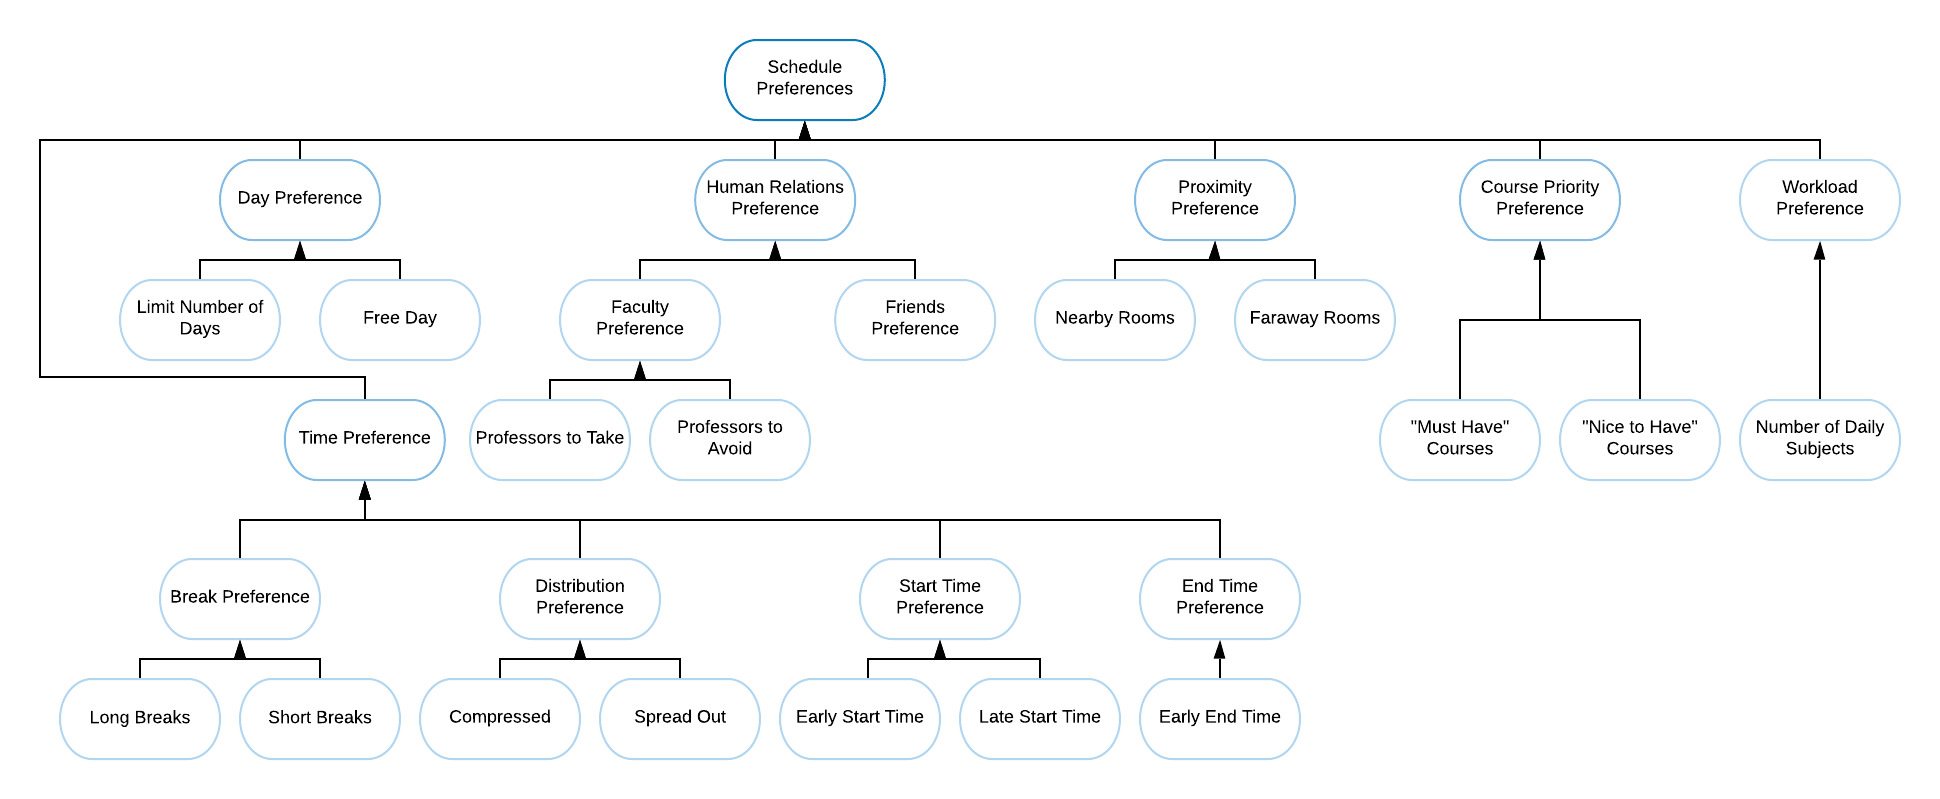 Schedule
Preferences
Day Preference
Human Relations
Preference
Proximity
Preference
Course Priority
Preference
Workload
Preference
Limit Number of
Days
Free Day
Faculty
Preference
Friends
Preference
Nearby Rooms
Faraway Rooms
Time Preference
Professors to Take
Professors to
Avoid
"Must Have"
Courses
"Nice to Have"
Courses
Number of Daily
Subjects
Break Preference
Distribution
Preference
Start Time
Preference
End Time
Preference
Long Breaks
Short Breaks
Compressed
Spread Out
Early Start Time
Late Start Time
Early End Time